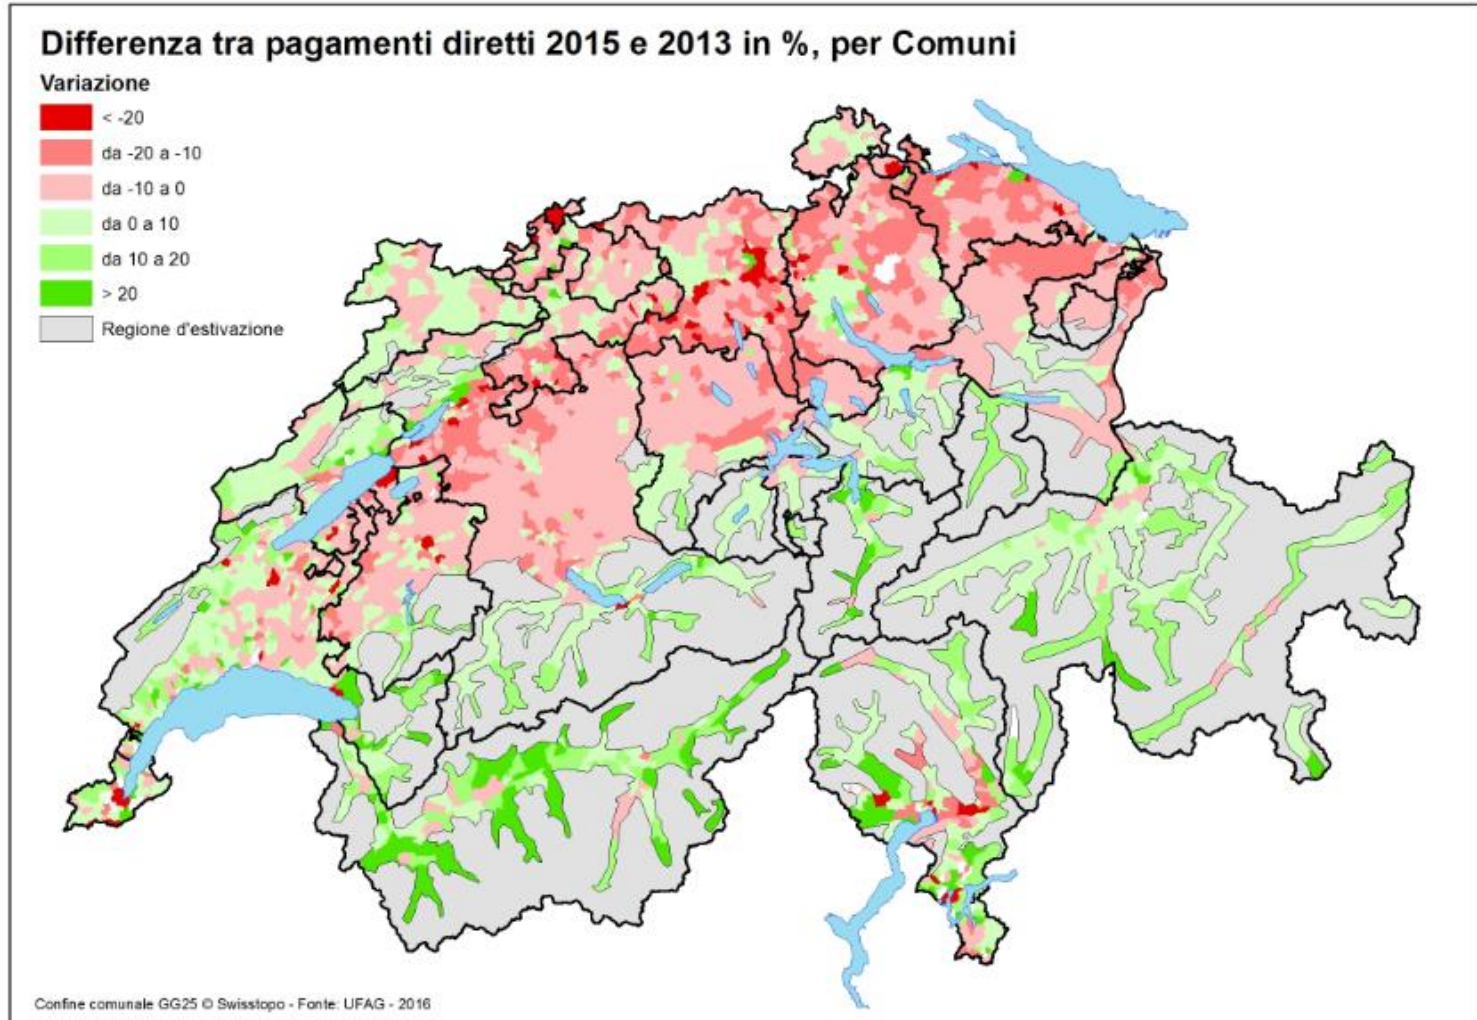 Differenza tra pagamenti diretti 2015 e 2013 in %, per Comuni
Variazione
< -20
da -20 a -10
da -10 a 0
da 0 a 10
da 10 a 20
> 20
Regione d'estivazione
Confine comunale GG25 © Swisstopo - Fonte: UFAG - 2016